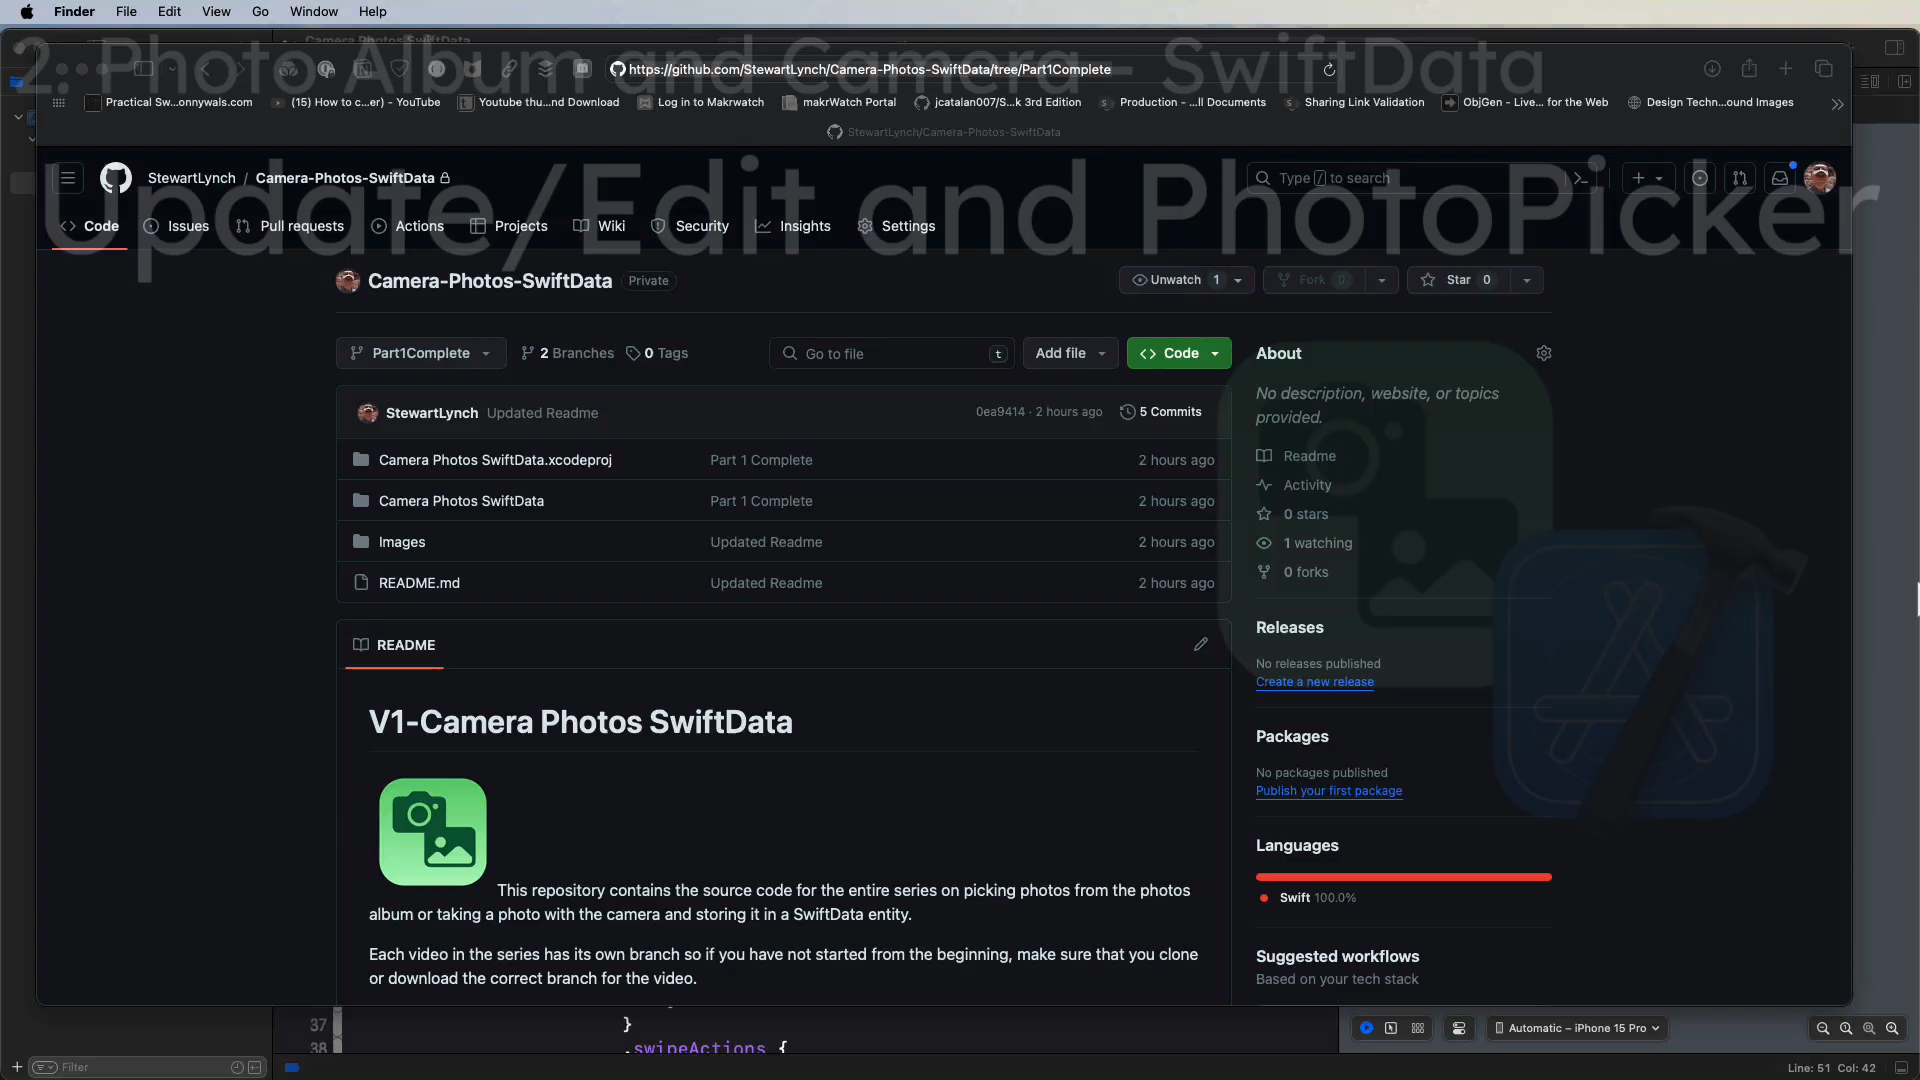 Finder File Edit View Go Window Help
Camera Photos SwiftData
2: Photo Album and Camera - SwiftData
https://github.com/StewartLynch/Camera-Photos-SwiftData/tree/Part1Complete
Practical Sw...onnywals.com
(15) How to c...er) - YouTube
Youtube thu...nd Download
Log in to Makrwatch
makrWatch Portal
jcatalan007/S...k 3rd Edition
Production - ...ll Documents
Sharing Link Validation
ObjGen - Live... for the Web
Design Techn...ound Images
StewartLynch/Camera-Photos-SwiftData
Update/Edit and PhotoPicker
StewartLynch / Camera-Photos-SwiftData
Type / to search
Code
Issues
Pull requests
Actions
Projects
Wiki
Security
Insights
Settings
Camera-Photos-SwiftData Private
Unwatch 1
Fork 0
Star 0
Part1Complete
2 Branches
0 Tags
Go to file t
Add file
Code
StewartLynch Updated Readme 0ea9414 · 2 hours ago 5 Commits
Camera Photos SwiftData.xcodeproj Part 1 Complete 2 hours ago
Camera Photos SwiftData Part 1 Complete 2 hours ago
Images Updated Readme 2 hours ago
README.md Updated Readme 2 hours ago
README
V1-Camera Photos SwiftData
This repository contains the source code for the entire series on picking photos from the photos
album or taking a photo with the camera and storing it in a SwiftData entity.
Each video in the series has its own branch so if you have not started from the beginning, make sure that you clone
or download the correct branch for the video.
About
No description, website, or topics
provided.
Readme
Activity
0 stars
1 watching
0 forks
Releases
No releases published
Create a new release
Packages
No packages published
Publish your first package
Languages
Swift 100.0%
Suggested workflows
Based on your tech stack
37 }
38 .swipeActions {
Automatic – iPhone 15 Pro
Filter
Line: 51 Col: 42